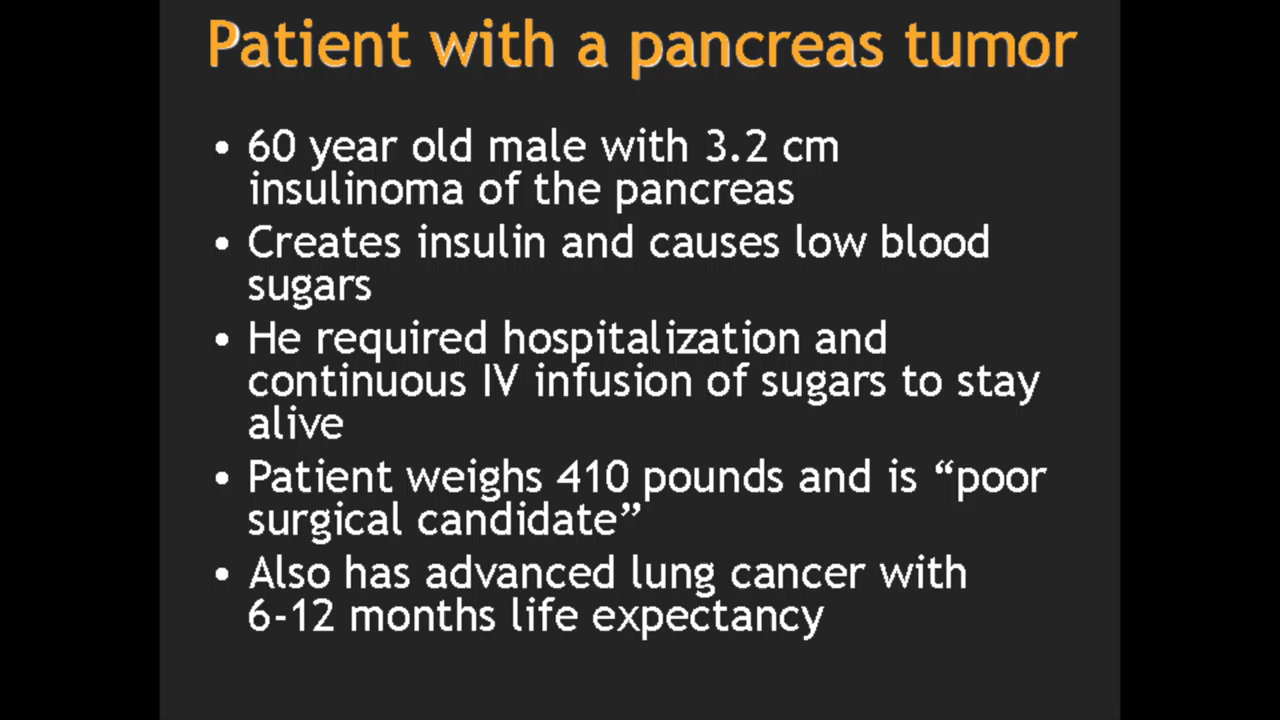 Patient with a pancreas tumor
• 60 year old male with 3.2 cm
insulinoma of the pancreas
• Creates insulin and causes low blood
sugars
• He required hospitalization and
continuous IV infusion of sugars to stay
alive
• Patient weighs 410 pounds and is “poor
surgical candidate”
• Also has advanced lung cancer with
6-12 months life expectancy